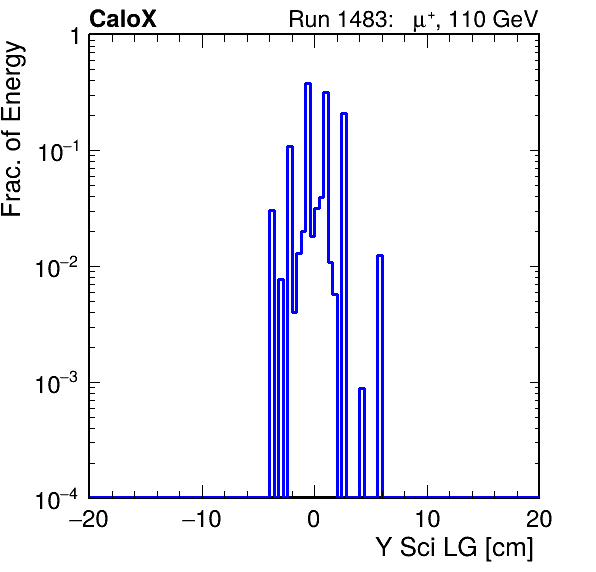 CaloX Run 1483: μ⁺, 110 GeV
Frac. of Energy
1
10⁻¹
10⁻²
10⁻³
10⁻⁴
−20 −10 0 10 20
Y Sci LG [cm]